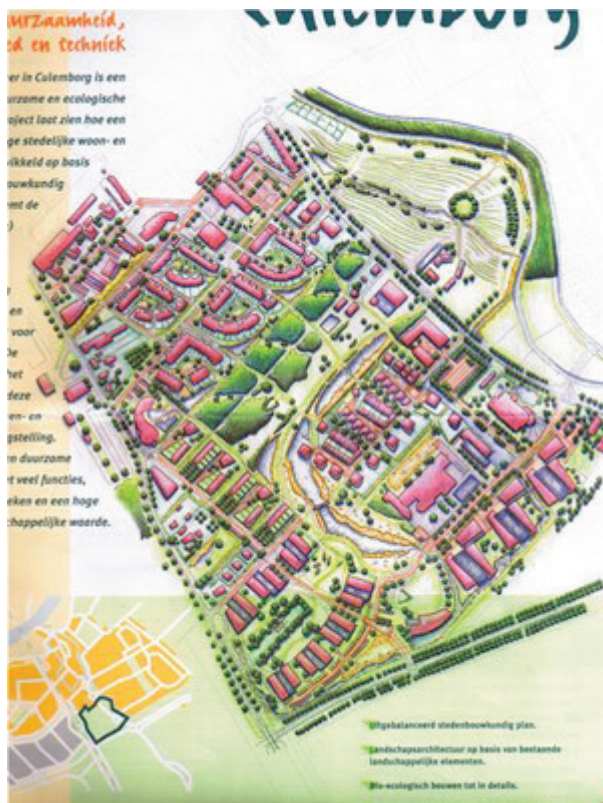 Culemborg
urzaamheid,
ed en techniek
er in Culemborg is een
urzame en ecologische
roject laat zien hoe een
ge stedelijke woon- en
wikkeld op basis
ouwkundig
emt de
en
voor
De
het
deze
en- en
gstelling.
n duurzame
t veel functies,
eken en een hoge
chappelijke waarde.
Uitgebalanceerd stedenbouwkundig plan.
Landschapsarchitectuur op basis van bestaande
landschappelijke elementen.
Bio-ecologisch bouwen tot in details.